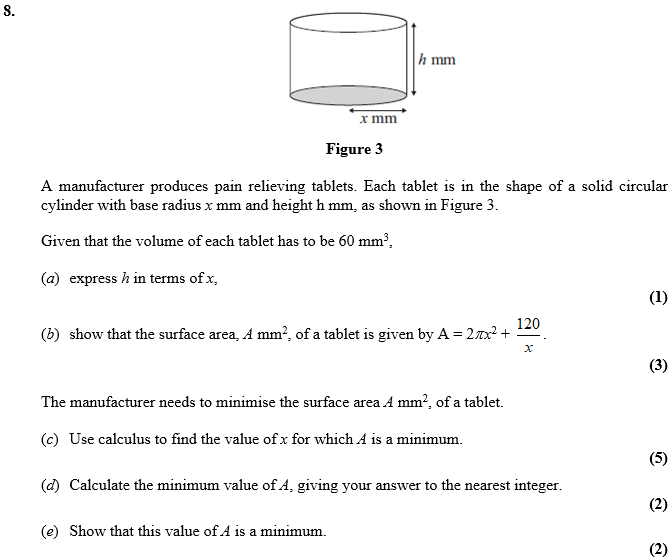 8.
h mm
x mm
Figure 3
A manufacturer produces pain relieving tablets. Each tablet is in the shape of a solid circular
cylinder with base radius x mm and height h mm, as shown in Figure 3.
Given that the volume of each tablet has to be 60 mm³,
(a) express h in terms of x,
(1)
(b) show that the surface area, A mm², of a tablet is given by A = 2πx² + 120/x .
(3)
The manufacturer needs to minimise the surface area A mm², of a tablet.
(c) Use calculus to find the value of x for which A is a minimum.
(5)
(d) Calculate the minimum value of A, giving your answer to the nearest integer.
(2)
(e) Show that this value of A is a minimum.
(2)